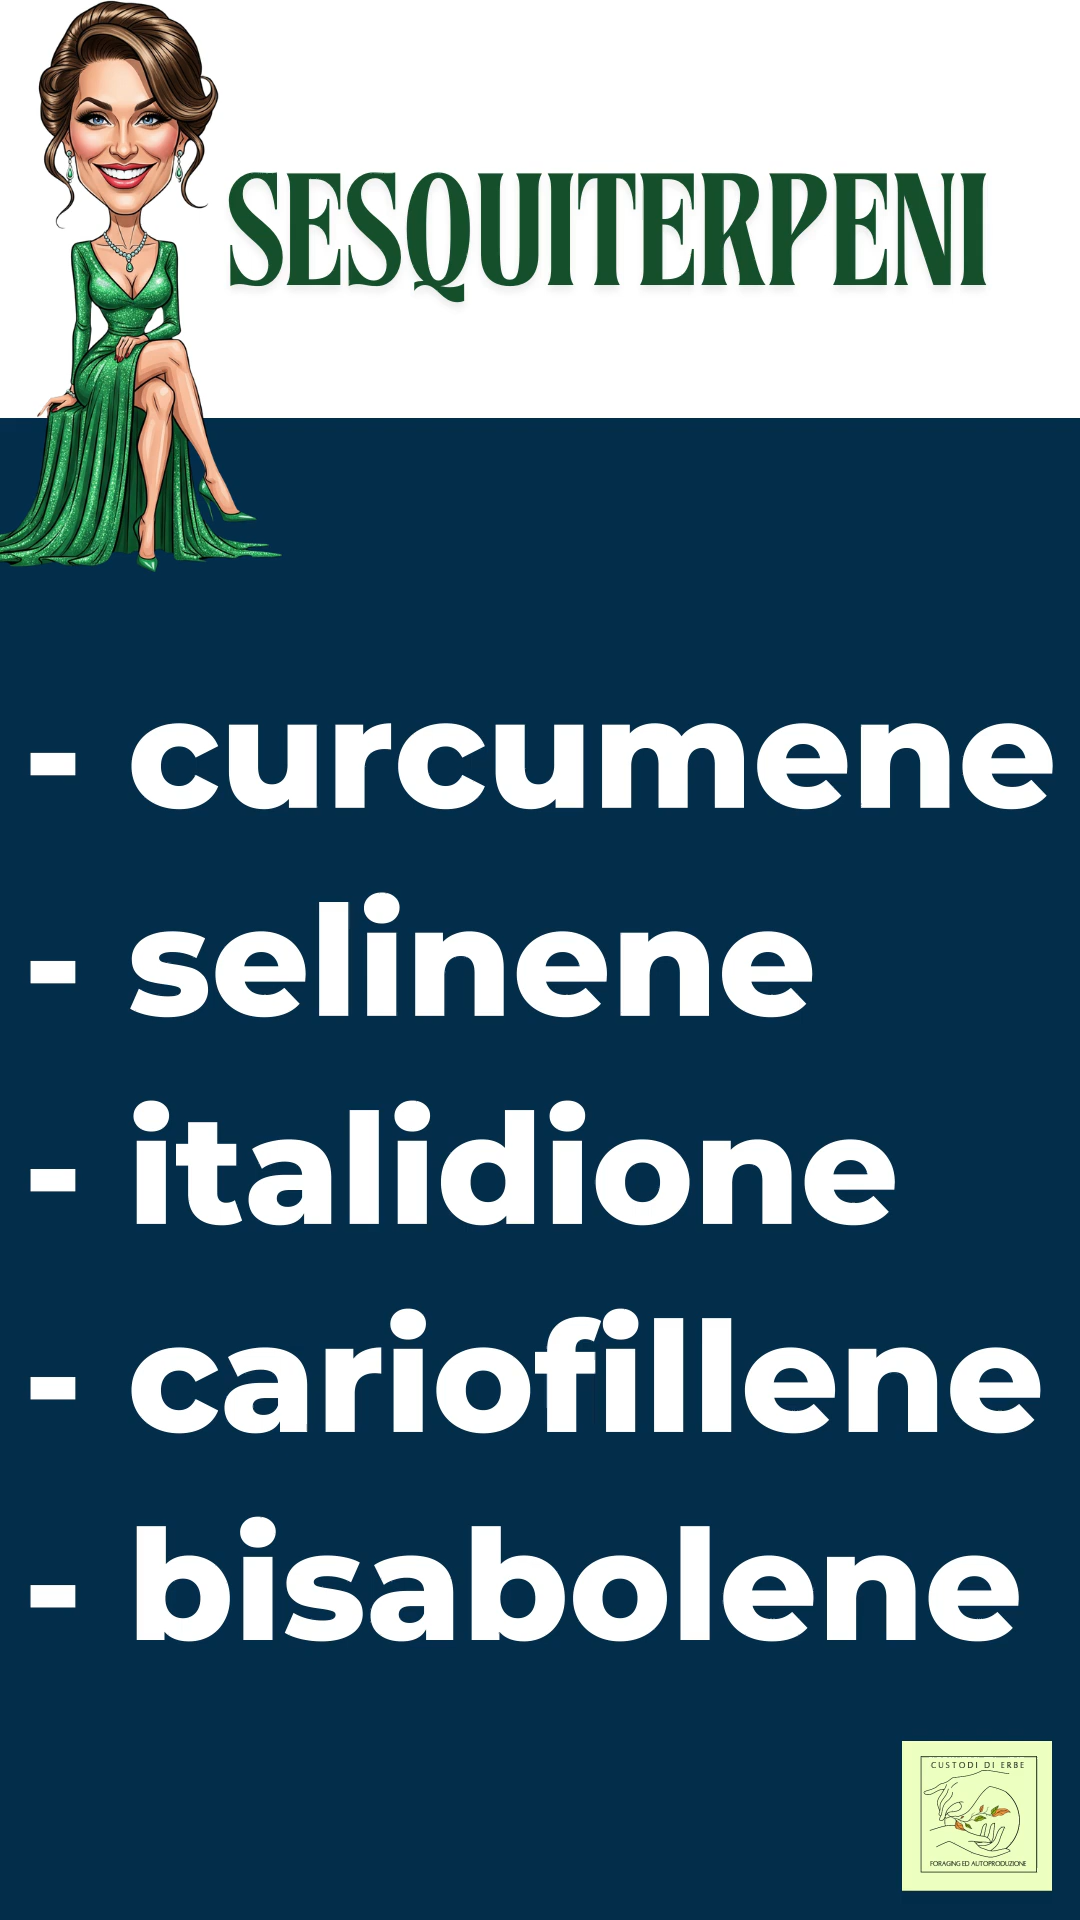 SESQUITERPENI
- curcumene
- selinene
- italidione
- cariofillene
- bisabolene
CUSTODI DI ERBE
FORAGING ED AUTOPRODUZIONE